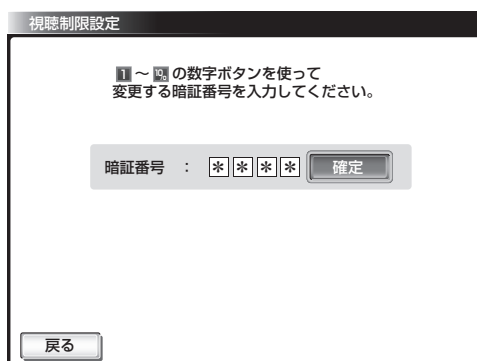 視聴制限設定
1 ～ 10 の数字ボタンを使って
変更する暗証番号を入力してください。
暗証番号 ： ＊ ＊ ＊ ＊ 確定
戻る